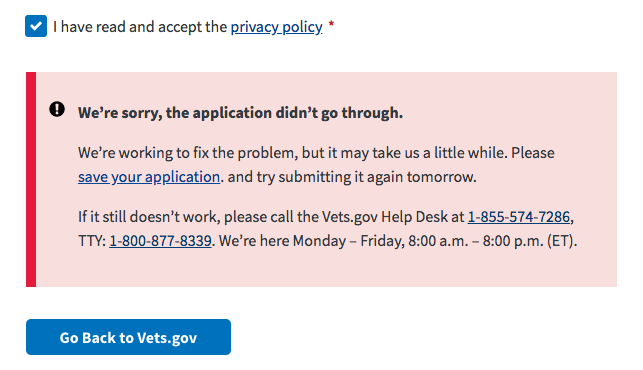 I have read and accept the privacy policy *
We’re sorry, the application didn’t go through.
We’re working to fix the problem, but it may take us a little while. Please
save your application. and try submitting it again tomorrow.
If it still doesn’t work, please call the Vets.gov Help Desk at 1-855-574-7286,
TTY: 1-800-877-8339. We’re here Monday – Friday, 8:00 a.m. – 8:00 p.m. (ET).
Go Back to Vets.gov